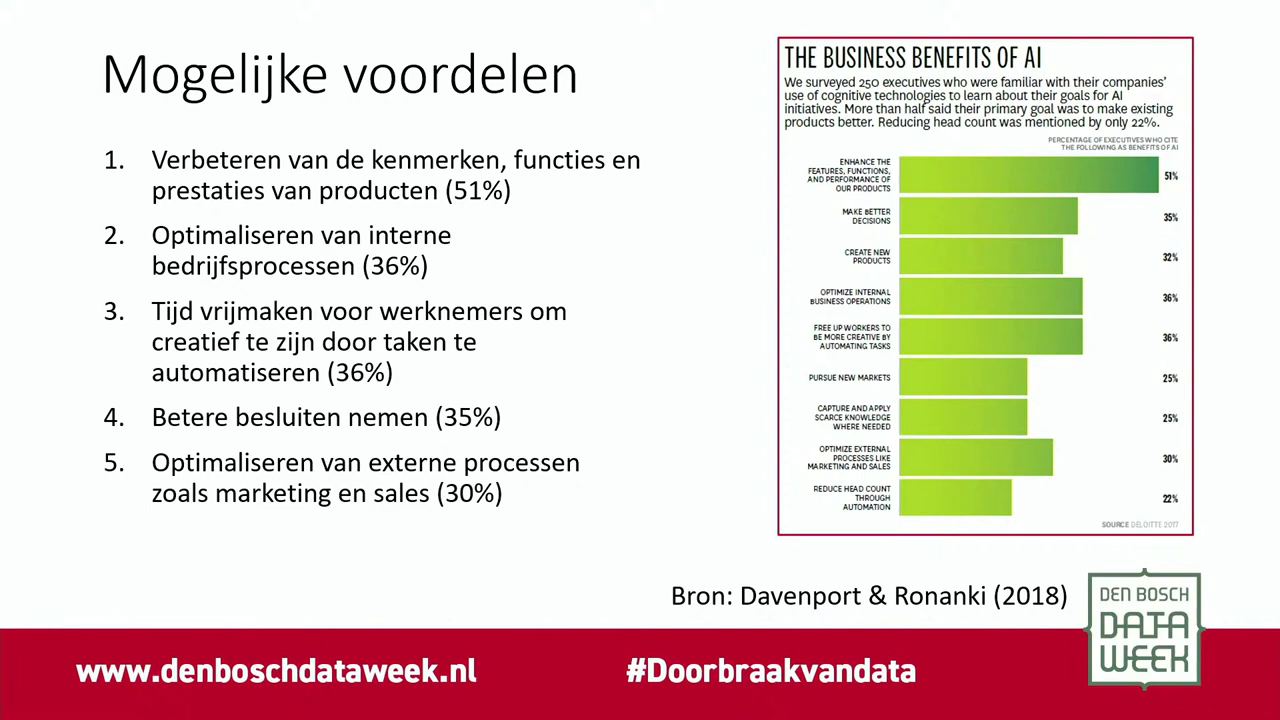 Mogelijke voordelen
1. Verbeteren van de kenmerken, functies en
prestaties van producten (51%)
2. Optimaliseren van interne
bedrijfsprocessen (36%)
3. Tijd vrijmaken voor werknemers om
creatief te zijn door taken te
automatiseren (36%)
4. Betere besluiten nemen (35%)
5. Optimaliseren van externe processen
zoals marketing en sales (30%)
THE BUSINESS BENEFITS OF AI
We surveyed 250 executives who were familiar with their companies'
use of cognitive technologies to learn about their goals for AI
initiatives. More than half said their primary goal was to make existing
products better. Reducing head count was mentioned by only 22%.
PERCENTAGE OF EXECUTIVES WHO CITE
THE FOLLOWING AS BENEFITS OF AI
ENHANCE THE
FEATURES, FUNCTIONS,
AND PERFORMANCE OF
OUR PRODUCTS
51%
MAKE BETTER
DECISIONS
35%
CREATE NEW
PRODUCTS
32%
OPTIMIZE INTERNAL
BUSINESS OPERATIONS
36%
FREE UP WORKERS TO
BE MORE CREATIVE BY
AUTOMATING TASKS
36%
PURSUE NEW MARKETS
25%
CAPTURE AND APPLY
SCARCE KNOWLEDGE
WHERE NEEDED
25%
OPTIMIZE EXTERNAL
PROCESSES LIKE
MARKETING AND SALES
30%
REDUCE HEAD COUNT
THROUGH
AUTOMATION
22%
SOURCE DELOITTE 2017
Bron: Davenport & Ronanki (2018)
www.denboschdataweek.nl
#Doorbraakvandata
DEN BOSCH
DATA
WEEK